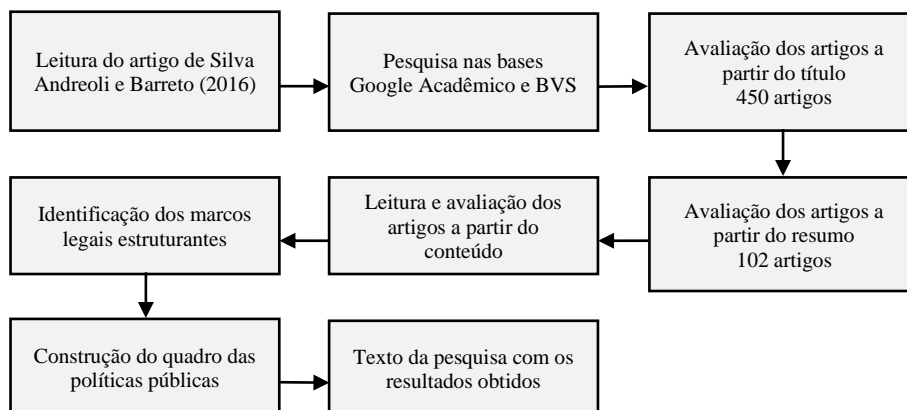 Leitura do artigo de Silva
Andreoli e Barreto (2016)
Pesquisa nas bases
Google Acadêmico e BVS
Avaliação dos artigos a
partir do título
450 artigos
Avaliação dos artigos a
partir do resumo
102 artigos
Leitura e avaliação dos
artigos a partir do
conteúdo
Identificação dos marcos
legais estruturantes
Construção do quadro das
políticas públicas
Texto da pesquisa com os
resultados obtidos